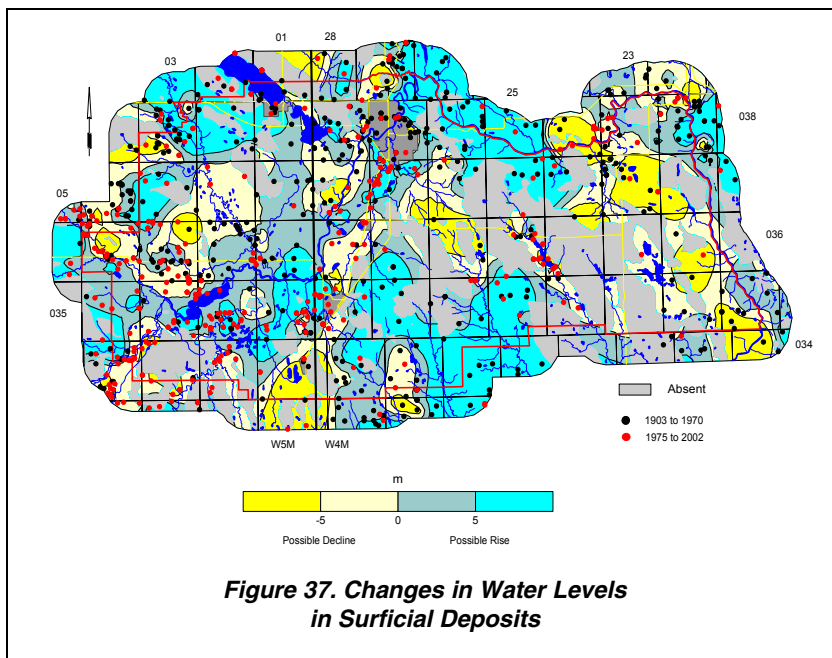 01 28
03 23
25
038
05
036
035
034
Absent
1903 to 1970
1975 to 2002
W5M W4M
m
-5 0 5
Possible Decline Possible Rise
Figure 37. Changes in Water Levels
in Surficial Deposits